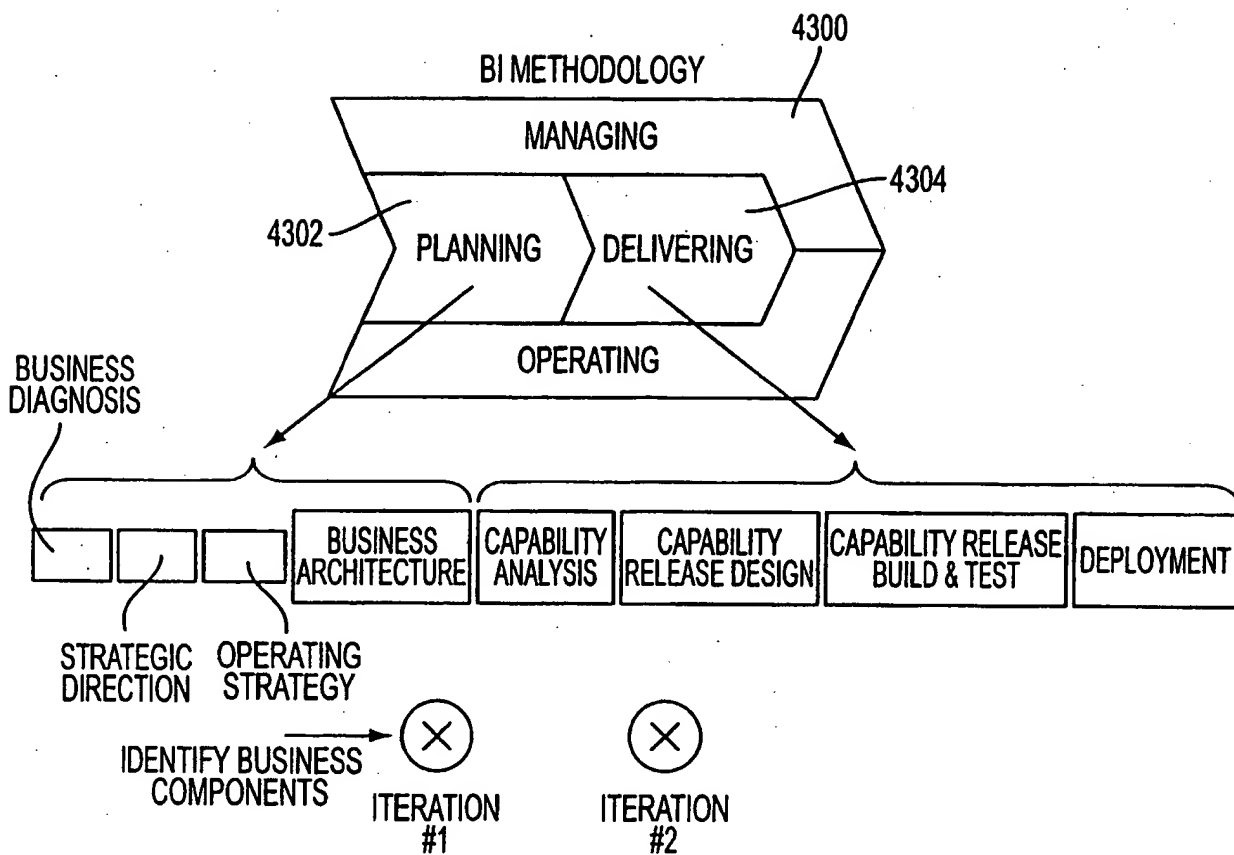 4300
BI METHODOLOGY
MANAGING
4304
4302
PLANNING
DELIVERING
OPERATING
BUSINESS
DIAGNOSIS
BUSINESS
ARCHITECTURE
CAPABILITY
ANALYSIS
CAPABILITY
RELEASE DESIGN
CAPABILITY RELEASE
BUILD & TEST
DEPLOYMENT
STRATEGIC
DIRECTION
OPERATING
STRATEGY
IDENTIFY BUSINESS
COMPONENTS
ITERATION
#1
ITERATION
#2